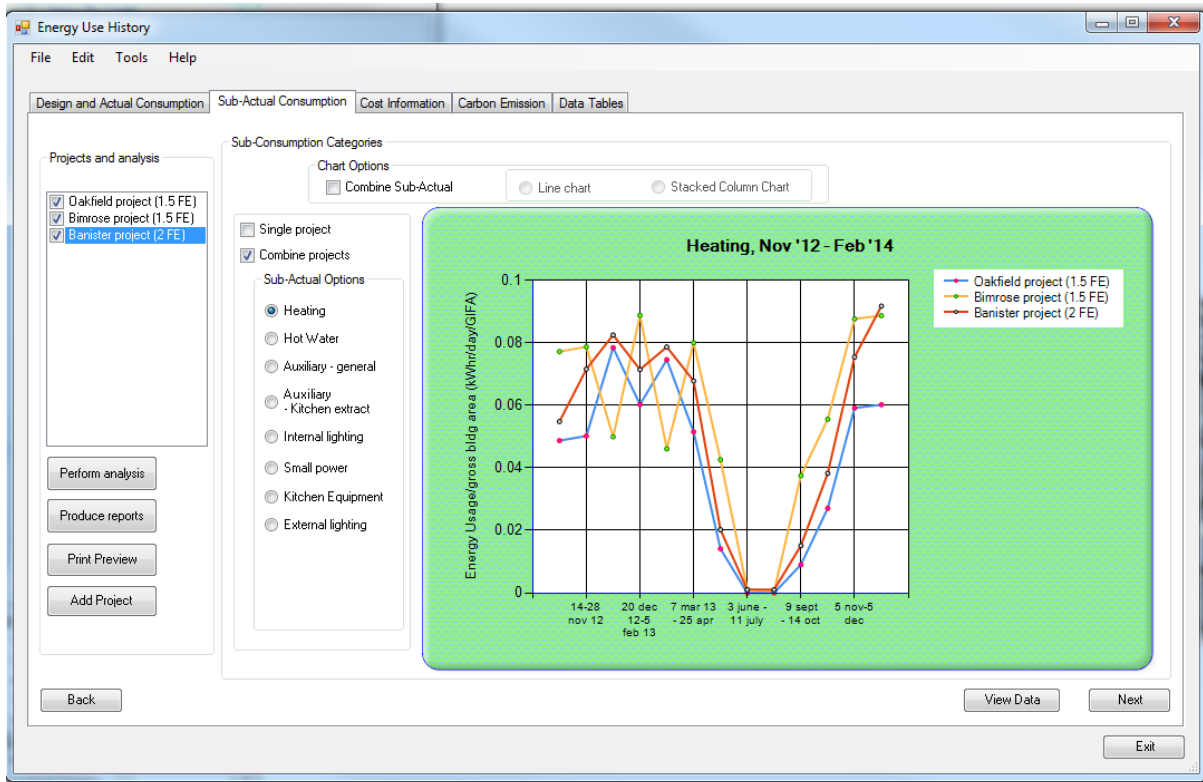 Energy Use History
File Edit Tools Help
Design and Actual Consumption Sub-Actual Consumption Cost Information Carbon Emission Data Tables
Projects and analysis
Oakfield project (1.5 FE)
Bimrose project (1.5 FE)
Banister project (2 FE)
Perform analysis
Produce reports
Print Preview
Add Project
Sub-Consumption Categories
Chart Options
Combine Sub-Actual Line chart Stacked Column Chart
Single project
Combine projects
Sub-Actual Options
Heating
Hot Water
Auxiliary - general
Auxiliary
- Kitchen extract
Internal lighting
Small power
Kitchen Equipment
External lighting
Heating, Nov '12 - Feb '14
Energy Usage/gross bldg area (kWhr/day/GIFA)
0.1
0.08
0.06
0.04
0.02
0
14-28
nov 12
20 dec
12-5
feb 13
7 mar 13
- 25 apr
3 june -
11 july
9 sept
- 14 oct
5 nov-5
dec
Oakfield project (1.5 FE)
Bimrose project (1.5 FE)
Banister project (2 FE)
Back
View Data
Next
Exit